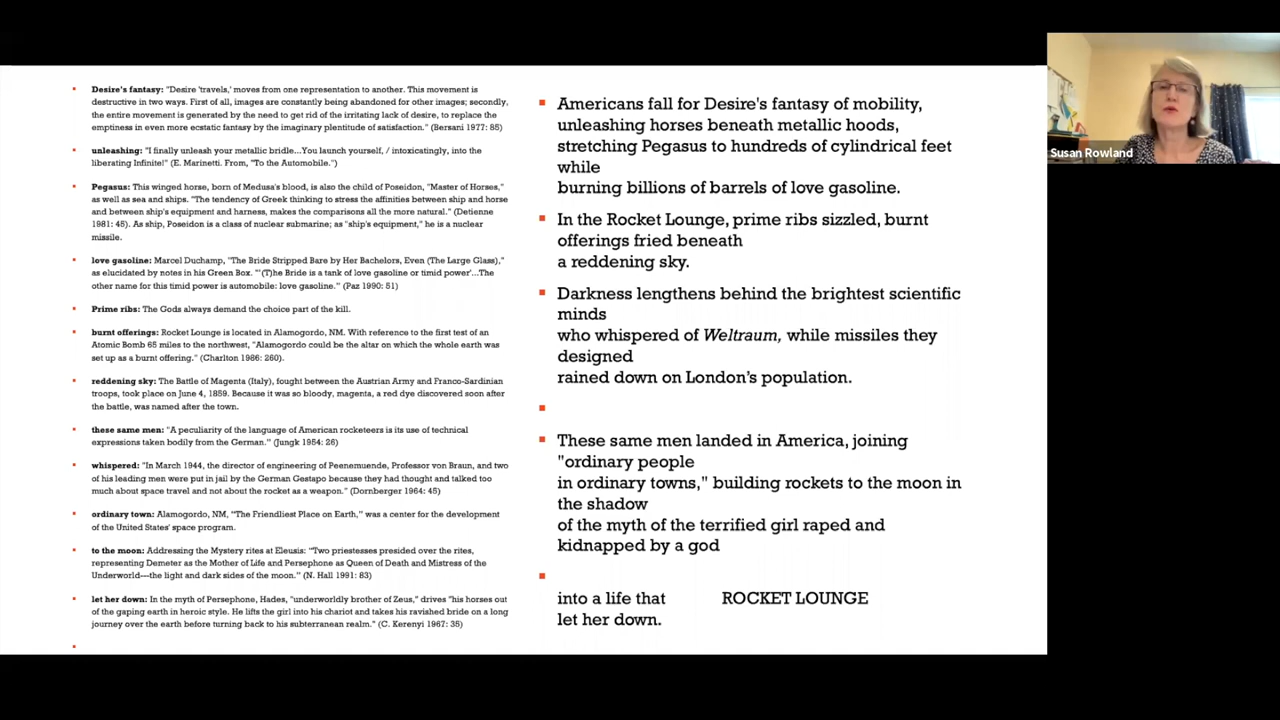 Desire's fantasy: "Desire 'travels,' moves from one representation to another. This movement is
destructive in two ways. First of all, images are constantly being abandoned for other images; secondly,
the entire movement is generated by the need to get rid of the irritating lack of desire, to replace the
emptiness in even more ecstatic fantasy by the imaginary plentitude of satisfaction." (Bersani 1977: 85)
unleashing: "I finally unleash your metallic bridle...You launch yourself, / intoxicatingly, into the
liberating Infinite!" (E. Marinetti. From, "To the Automobile.")
Pegasus: This winged horse, born of Medusa's blood, is also the child of Poseidon, "Master of Horses,"
as well as sea and ships. "The tendency of Greek thinking to stress the affinities between ship and horse
and between ship's equipment and harness, makes the comparisons all the more natural." (Detienne
1981: 45). As ship, Poseidon is a class of nuclear submarine; as "ship's equipment," he is a nuclear
missile.
love gasoline: Marcel Duchamp, "The Bride Stripped Bare by Her Bachelors, Even (The Large Glass),"
as elucidated by notes in his Green Box. "'(T)he Bride is a tank of love gasoline or timid power'...The
other name for this timid power is automobile: love gasoline." (Paz 1990: 51)
Prime ribs: The Gods always demand the choice part of the kill.
burnt offerings: Rocket Lounge is located in Alamogordo, NM. With reference to the first test of an
Atomic Bomb 65 miles to the northwest, "Alamogordo could be the altar on which the whole earth was
set up as a burnt offering." (Charlton 1986: 260).
reddening sky: The Battle of Magenta (Italy), fought between the Austrian Army and Franco-Sardinian
troops, took place on June 4, 1859. Because it was so bloody, magenta, a red dye discovered soon after
the battle, was named after the town.
these same men: "A peculiarity of the language of American rocketeers is its use of technical
expressions taken bodily from the German." (Jungk 1954: 26)
whispered: "In March 1944, the director of engineering of Peenemuende, Professor von Braun, and two
of his leading men were put in jail by the German Gestapo because they had thought and talked too
much about space travel and not about the rocket as a weapon." (Dornberger 1964: 45)
ordinary town: Alamogordo, NM, "The Friendliest Place on Earth," was a center for the development
of the United States' space program.
to the moon: Addressing the Mystery rites at Eleusis: "Two priestesses presided over the rites,
representing Demeter as the Mother of Life and Persephone as Queen of Death and Mistress of the
Underworld---the light and dark sides of the moon." (N. Hall 1991: 83)
let her down: In the myth of Persephone, Hades, "underworldly brother of Zeus," drives "his horses out
of the gaping earth in heroic style. He lifts the girl into his chariot and takes his ravished bride on a long
journey over the earth before turning back to his subterranean realm." (C. Kerenyi 1967: 35)
Americans fall for Desire's fantasy of mobility,
unleashing horses beneath metallic hoods,
stretching Pegasus to hundreds of cylindrical feet
while
burning billions of barrels of love gasoline.
In the Rocket Lounge, prime ribs sizzled, burnt
offerings fried beneath
a reddening sky.
Darkness lengthens behind the brightest scientific
minds
who whispered of Weltraum, while missiles they
designed
rained down on London's population.
These same men landed in America, joining
"ordinary people
in ordinary towns," building rockets to the moon in
the shadow
of the myth of the terrified girl raped and
kidnapped by a god
into a life that ROCKET LOUNGE
let her down.
Susan Rowland